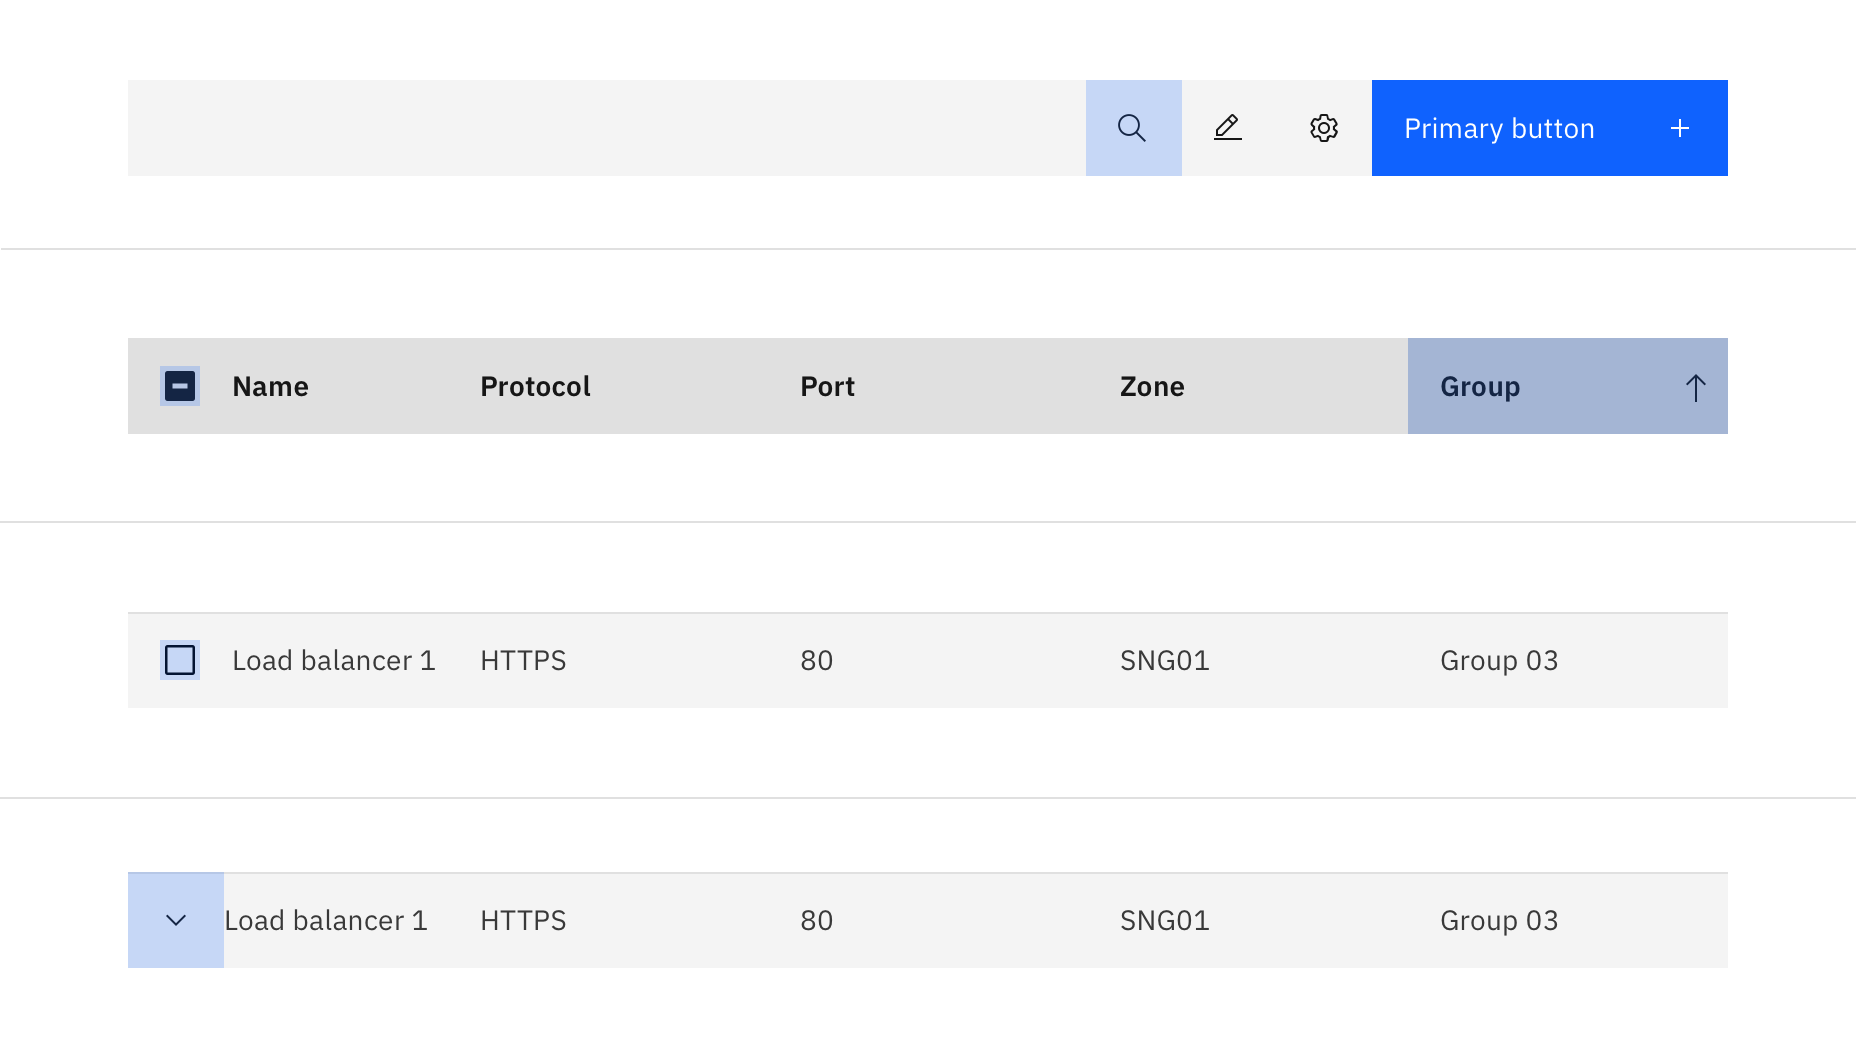 Primary button
Name Protocol Port Zone Group
Load balancer 1 HTTPS 80 SNG01 Group 03
Load balancer 1 HTTPS 80 SNG01 Group 03